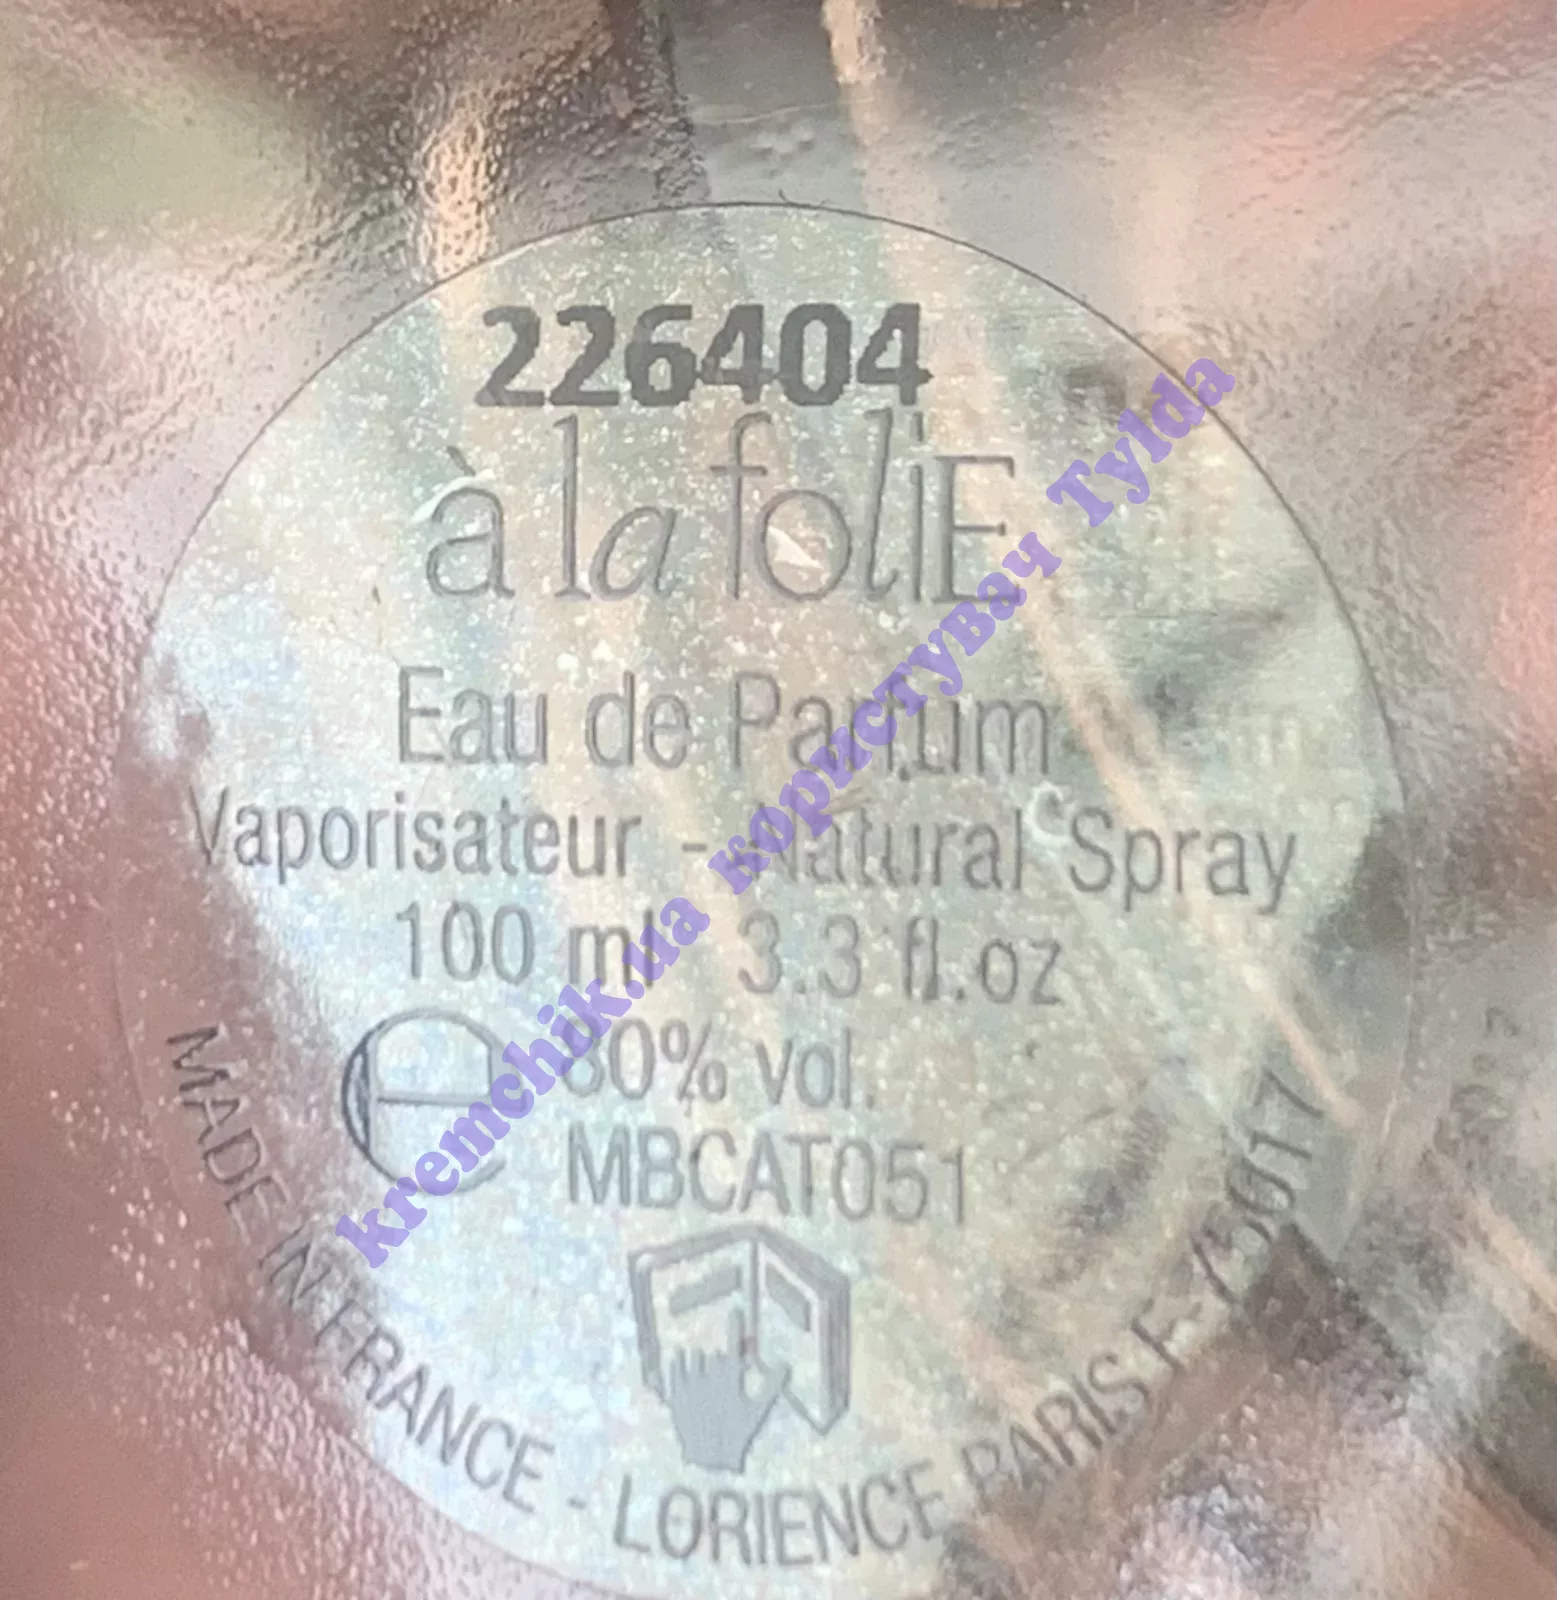 226404
à la foliE
Eau de Parfum
Vaporisateur - Natural Spray
100 ml - 3.3 fl.oz
80% vol.
MBCAT051
MADE IN FRANCE - LORIENCE PARIS F-75017
kremchik.ua користувач Tylda